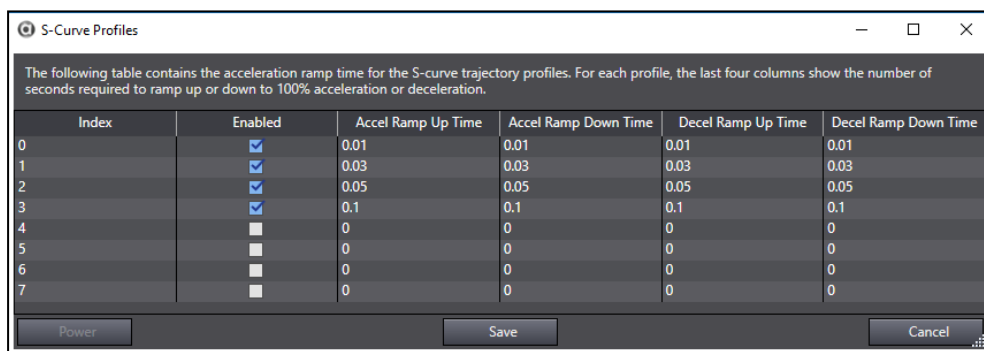 S-Curve Profiles
The following table contains the acceleration ramp time for the S-curve trajectory profiles. For each profile, the last four columns show the number of
seconds required to ramp up or down to 100% acceleration or deceleration.
Index Enabled Accel Ramp Up Time Accel Ramp Down Time Decel Ramp Up Time Decel Ramp Down Time
0 0.01 0.01 0.01 0.01
1 0.03 0.03 0.03 0.03
2 0.05 0.05 0.05 0.05
3 0.1 0.1 0.1 0.1
4 0 0 0 0
5 0 0 0 0
6 0 0 0 0
7 0 0 0 0
Power Save Cancel